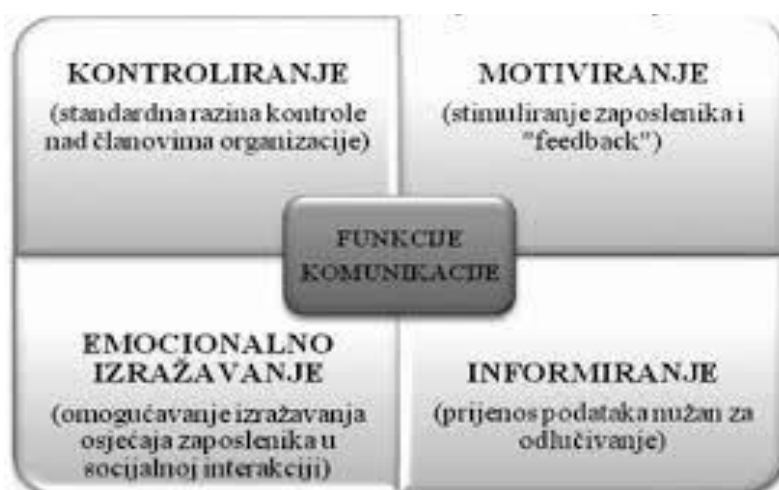 KONTROLIRANJE
(standardna razina kontrole
nad članovima organizacije)
MOTIVIRANJE
(stimuliranje zaposlenika i
"feedback")
FUNKCIJE
KOMUNIKACIJE
EMOCIONALNO
IZRAŽAVANJE
(omogućavanje izražavanja
osjećaja zaposlenika u
socijalnoj interakciji)
INFORMIRANJE
(prijenos podataka nužan za
odlučivanje)